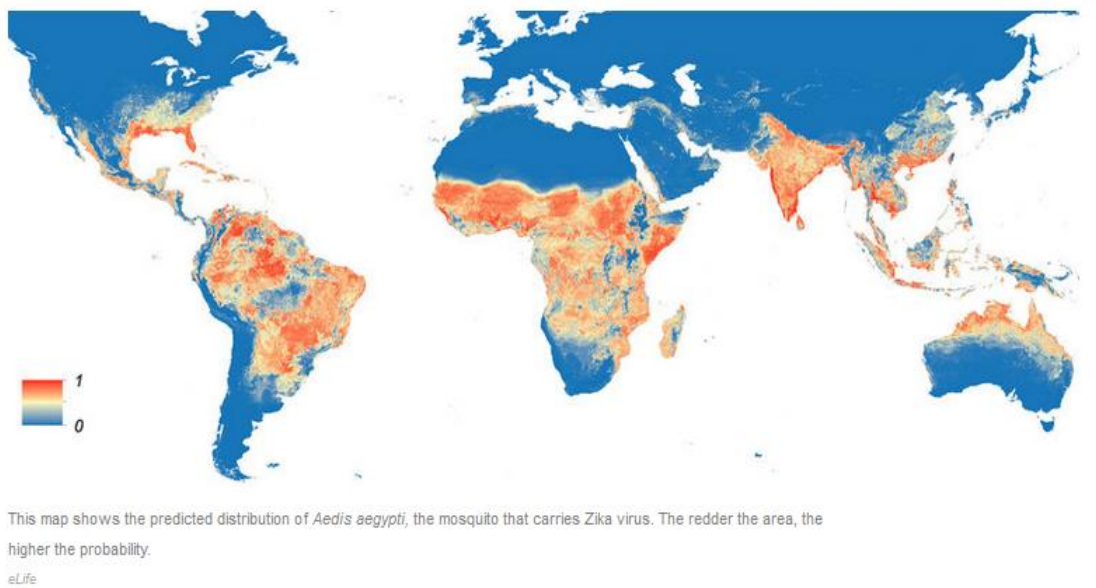 1
0
This map shows the predicted distribution of Aedis aegypti, the mosquito that carries Zika virus. The redder the area, the
higher the probability.
eLife